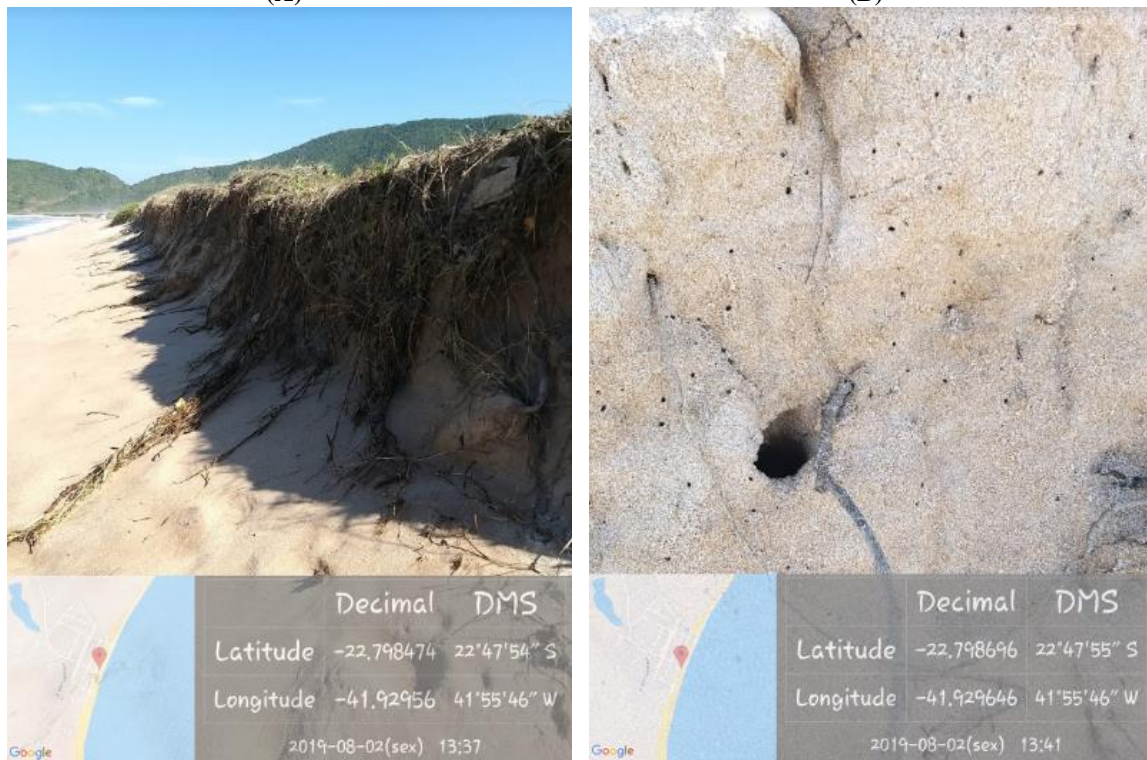 Decimal DMS
Latitude -22.798474 22°47'54" S
Longitude -41.92956 41°55'46" W
2019-08-02(sex) 13:37
Google
Decimal DMS
Latitude -22.798696 22°47'55" S
Longitude -41.929646 41°55'46" W
2019-08-02(sex) 13:41
Google